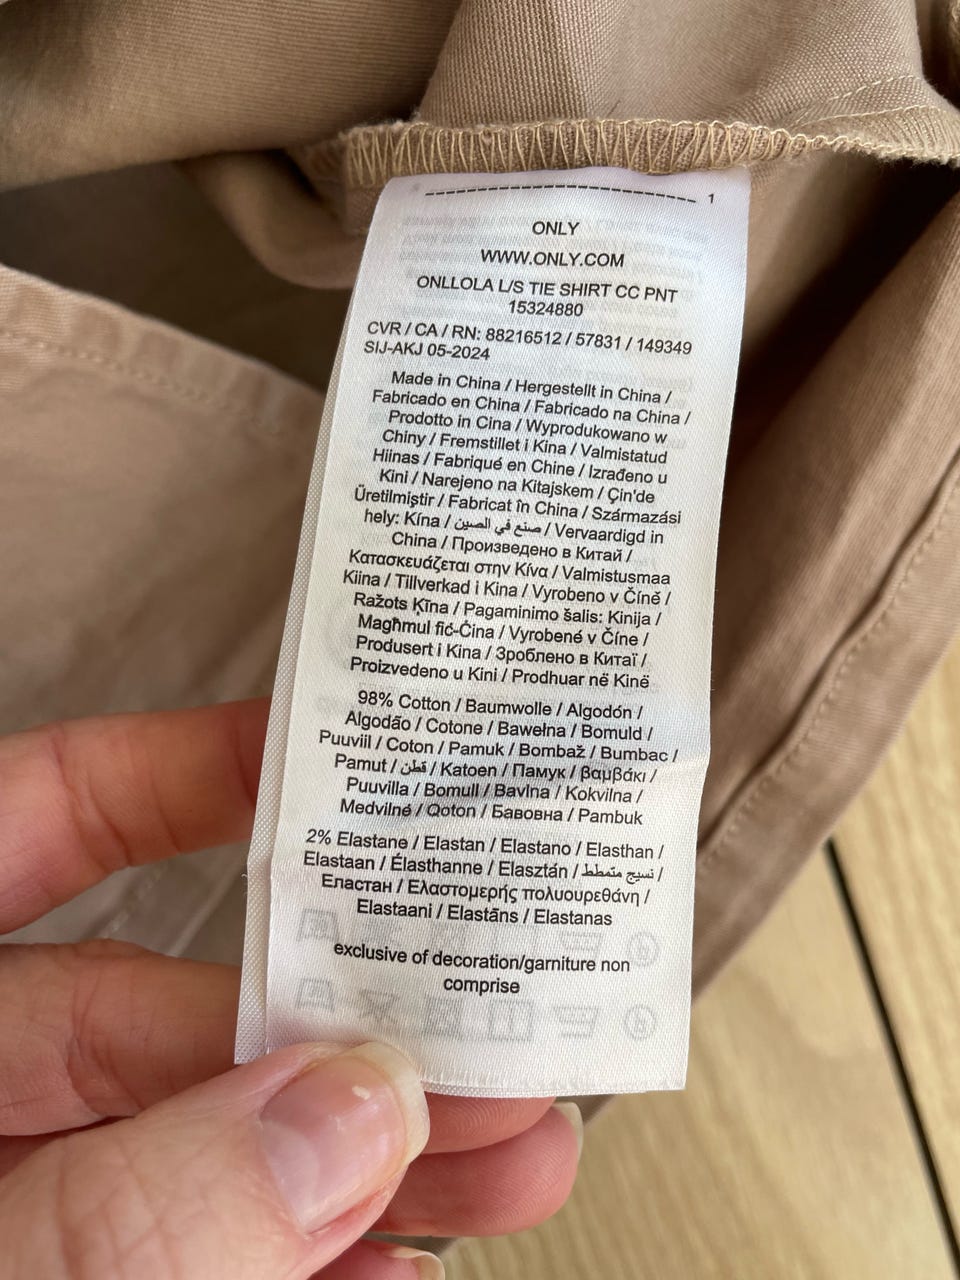 1
ONLY
WWW.ONLY.COM
ONLLOLA L/S TIE SHIRT CC PNT
15324880
CVR / CA / RN: 88216512 / 57831 / 149349
SIJ-AKJ 05-2024
Made in China / Hergestellt in China /
Fabricado en China / Fabricado na China /
Prodotto in Cina / Wyprodukowano w
Chiny / Fremstillet i Kina / Valmistatud
Hiinas / Fabriqué en Chine / Izrađeno u
Kini / Narejeno na Kitajskem / Çin'de
Üretilmiştir / Fabricat în China / Származási
hely: Kína / صنع في الصين / Vervaardigd in
China / Произведено в Китай /
Κατασκευάζεται στην Κίνα / Valmistusmaa
Kiina / Tillverkad i Kina / Vyrobeno v Číně /
Ražots Ķīna / Pagaminimo šalis: Kinija /
Magħmul fiċ-Ċina / Vyrobené v Číne /
Produsert i Kina / Зроблено в Китаї /
Proizvedeno u Kini / Prodhuar në Kinë
98% Cotton / Baumwolle / Algodón /
Algodão / Cotone / Bawełna / Bomuld /
Puuviil / Coton / Pamuk / Bombaž / Bumbac /
Pamut / قطن / Katoen / Памук / βαμβάκι /
Puuvilla / Bomull / Bavlna / Kokvilna /
Medvilnė / Qoton / Бавовна / Pambuk
2% Elastane / Elastan / Elastano / Elasthan /
Elastaan / Élasthanne / Elasztán / نسيج متمطط /
Еластан / Ελαστομερής πολυουρεθάνη /
Elastaani / Elastāns / Elastanas
exclusive of decoration/garniture non
comprise